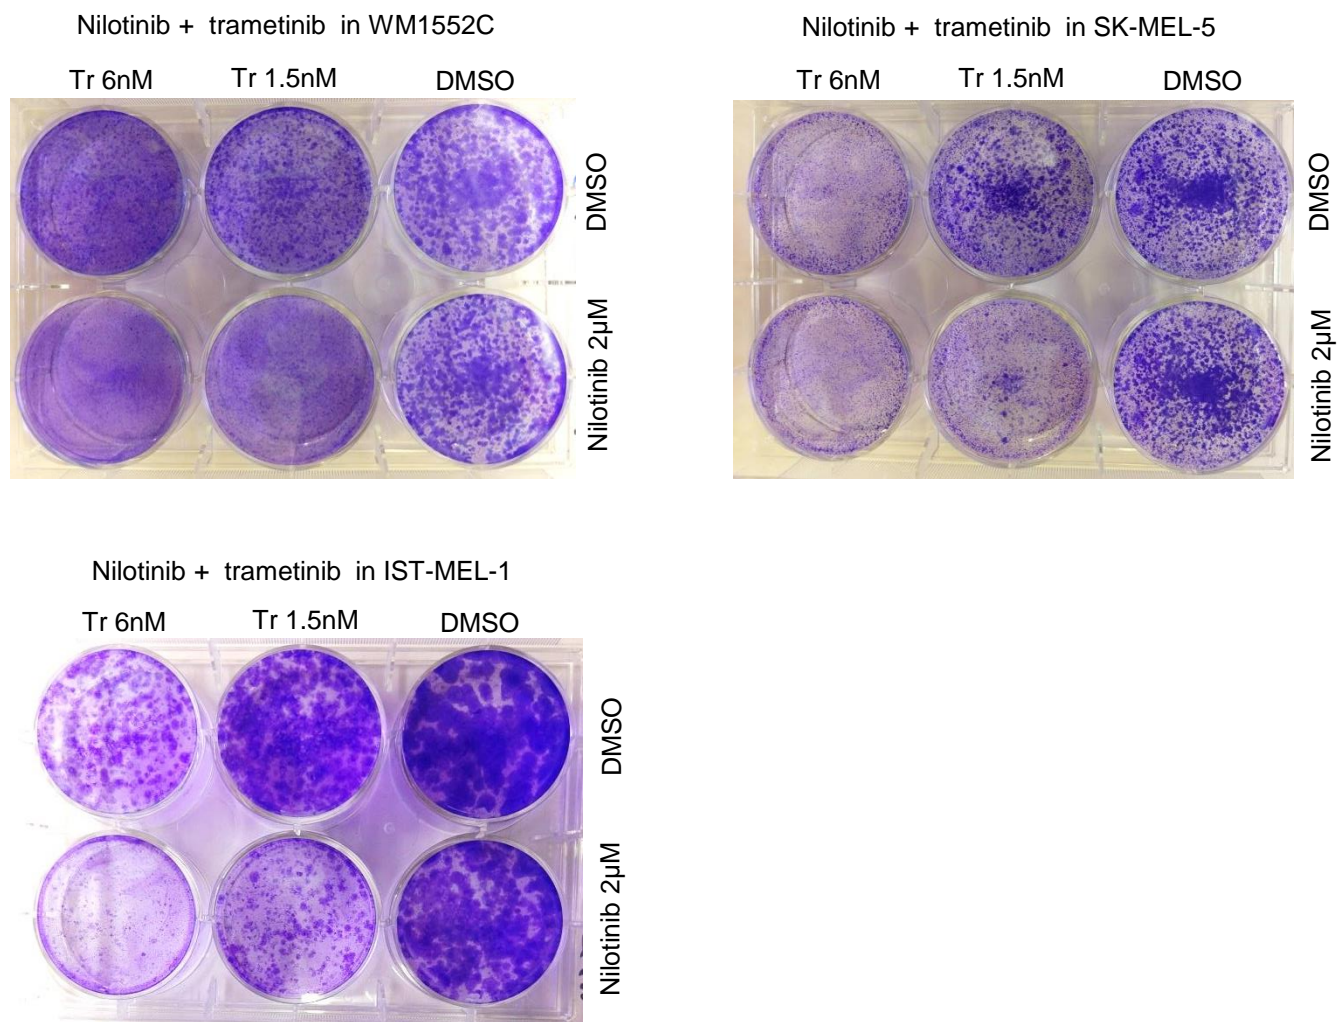 Nilotinib + trametinib in WM1552C
Tr 6nM Tr 1.5nM DMSO
DMSO
Nilotinib 2µM
Nilotinib + trametinib in SK-MEL-5
Tr 6nM Tr 1.5nM DMSO
DMSO
Nilotinib 2µM
Nilotinib + trametinib in IST-MEL-1
Tr 6nM Tr 1.5nM DMSO
DMSO
Nilotinib 2µM